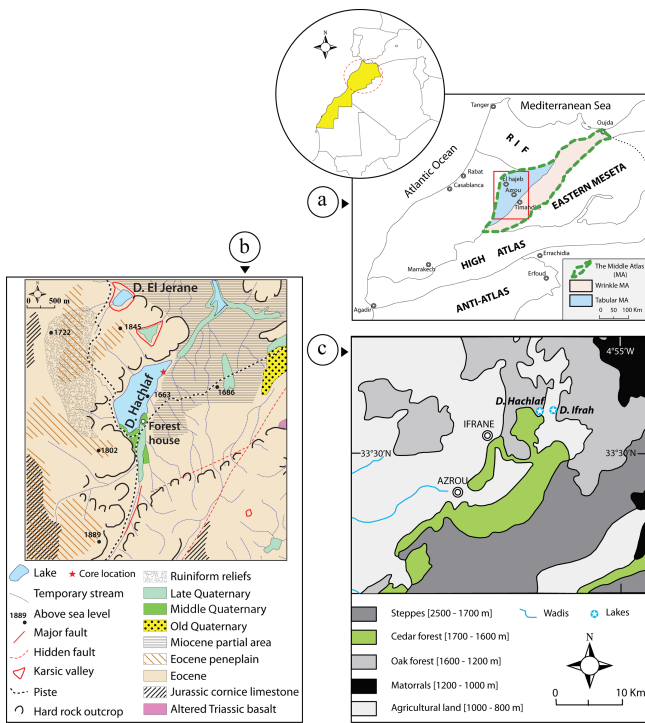 N
a
Tanger
Mediterranean Sea
Oujda
RIF
Atlantic Ocean
Rabat
Casablanca
El hajeb
Azrou
Timahdite
EASTERN MESETA
HIGH ATLAS
Errachidia
Marrakech
Erfoud
ANTI-ATLAS
Agadir
The Middle Atlas
(MA)
Wrinkle MA
Tabular MA
0 50 100 Km
b
N
0 500 m
D. El Jerane
1722
1845
D. Hachlaf
1663
1686
Forest
house
1802
1889
Lake
Core location
Temporary stream
1889
Above sea level
Major fault
Hidden fault
Karsic valley
Piste
Hard rock outcrop
Ruiniform reliefs
Late Quaternary
Middle Quaternary
Old Quaternary
Miocene partial area
Eocene peneplain
Eocene
Jurassic cornice limestone
Altered Triassic basalt
c
4°55'W
D. Hachlaf
D. Ifrah
IFRANE
33°30'N
33°30'N
AZROU
Steppes [2500 - 1700 m]
Wadis
Lakes
Cedar forest [1700 - 1600 m]
Oak forest [1600 - 1200 m]
Matorrals [1200 - 1000 m]
Agricultural land [1000 - 800 m]
N
0 10 Km